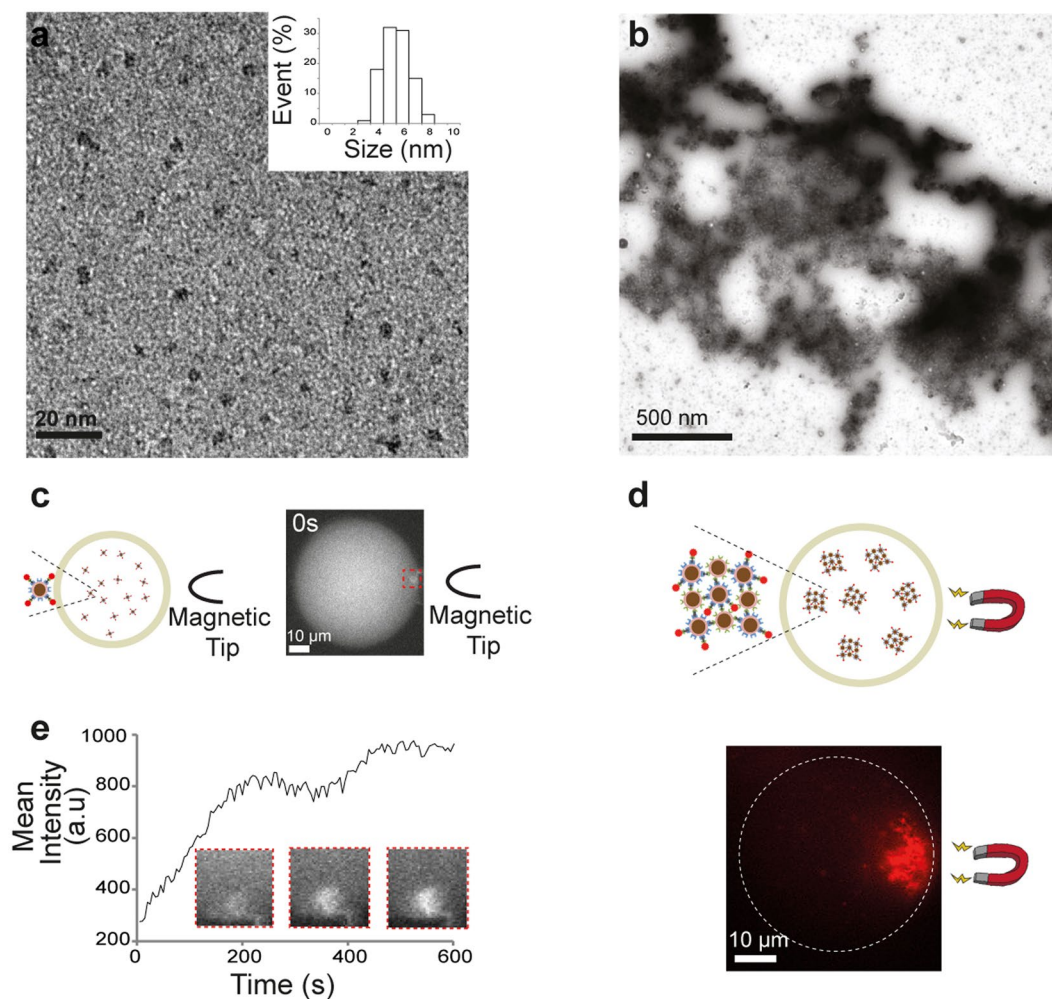 a
Event (%)
30
20
10
0
0 2 4 6 8 10
Size (nm)
20 nm
b
500 nm
c
Magnetic
Tip
0s
10 µm
Magnetic
Tip
d
10 µm
e
Mean
Intensity
(a.u)
1000
800
600
400
200
0 200 400 600
Time (s)